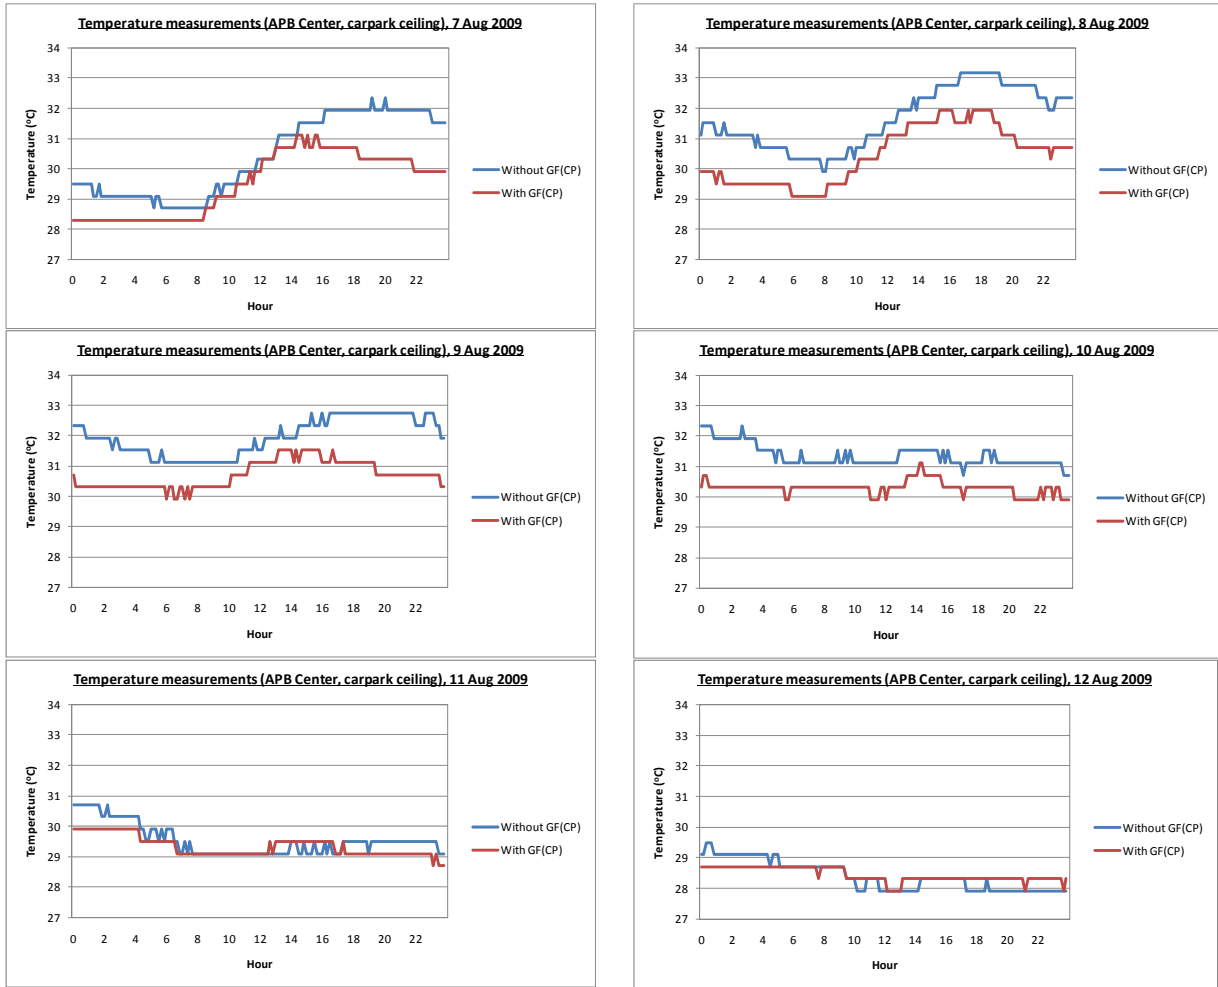 Temperature measurements (APB Center, carpark ceiling), 7 Aug 2009
Temperature (°C)
34
33
32
31
30
29
28
27
0 2 4 6 8 10 12 14 16 18 20 22
Hour
Without GF(CP)
With GF(CP)
Temperature measurements (APB Center, carpark ceiling), 8 Aug 2009
Temperature (°C)
34
33
32
31
30
29
28
27
0 2 4 6 8 10 12 14 16 18 20 22
Hour
Without GF(CP)
With GF(CP)
Temperature measurements (APB Center, carpark ceiling), 9 Aug 2009
Temperature (°C)
34
33
32
31
30
29
28
27
0 2 4 6 8 10 12 14 16 18 20 22
Hour
Without GF(CP)
With GF(CP)
Temperature measurements (APB Center, carpark ceiling), 10 Aug 2009
Temperature (°C)
34
33
32
31
30
29
28
27
0 2 4 6 8 10 12 14 16 18 20 22
Hour
Without GF(CP)
With GF(CP)
Temperature measurements (APB Center, carpark ceiling), 11 Aug 2009
Temperature (°C)
34
33
32
31
30
29
28
27
0 2 4 6 8 10 12 14 16 18 20 22
Hour
Without GF(CP)
With GF(CP)
Temperature measurements (APB Center, carpark ceiling), 12 Aug 2009
Temperature (°C)
34
33
32
31
30
29
28
27
0 2 4 6 8 10 12 14 16 18 20 22
Hour
Without GF(CP)
With GF(CP)